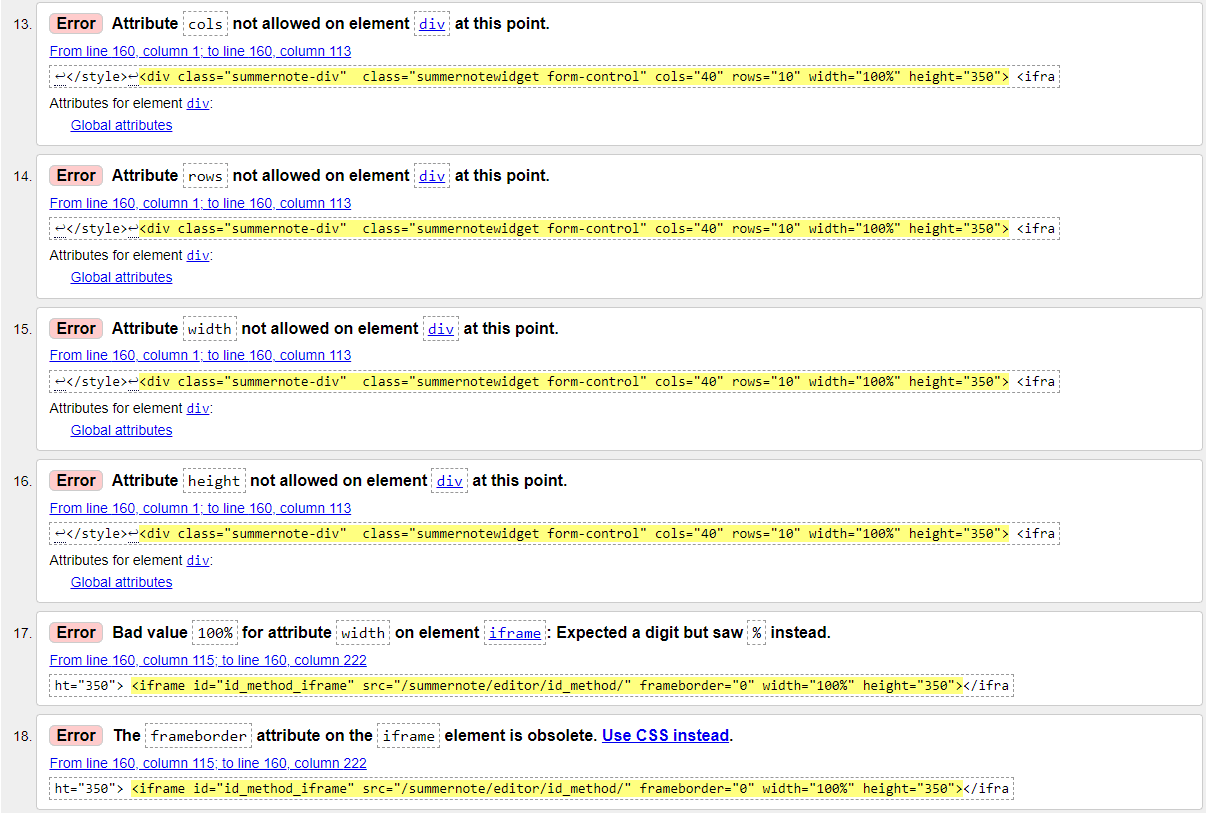 13. Error Attribute cols not allowed on element div at this point.
From line 160, column 1; to line 160, column 113
↩</style>↩<div class="summernote-div"  class="summernotewidget form-control" cols="40" rows="10" width="100%" height="350"> <ifra
Attributes for element div:
Global attributes
14. Error Attribute rows not allowed on element div at this point.
From line 160, column 1; to line 160, column 113
↩</style>↩<div class="summernote-div"  class="summernotewidget form-control" cols="40" rows="10" width="100%" height="350"> <ifra
Attributes for element div:
Global attributes
15. Error Attribute width not allowed on element div at this point.
From line 160, column 1; to line 160, column 113
↩</style>↩<div class="summernote-div"  class="summernotewidget form-control" cols="40" rows="10" width="100%" height="350"> <ifra
Attributes for element div:
Global attributes
16. Error Attribute height not allowed on element div at this point.
From line 160, column 1; to line 160, column 113
↩</style>↩<div class="summernote-div"  class="summernotewidget form-control" cols="40" rows="10" width="100%" height="350"> <ifra
Attributes for element div:
Global attributes
17. Error Bad value 100% for attribute width on element iframe: Expected a digit but saw % instead.
From line 160, column 115; to line 160, column 222
ht="350"> <iframe id="id_method_iframe" src="/summernote/editor/id_method/" frameborder="0" width="100%" height="350"></ifra
18. Error The frameborder attribute on the iframe element is obsolete. Use CSS instead.
From line 160, column 115; to line 160, column 222
ht="350"> <iframe id="id_method_iframe" src="/summernote/editor/id_method/" frameborder="0" width="100%" height="350"></ifra